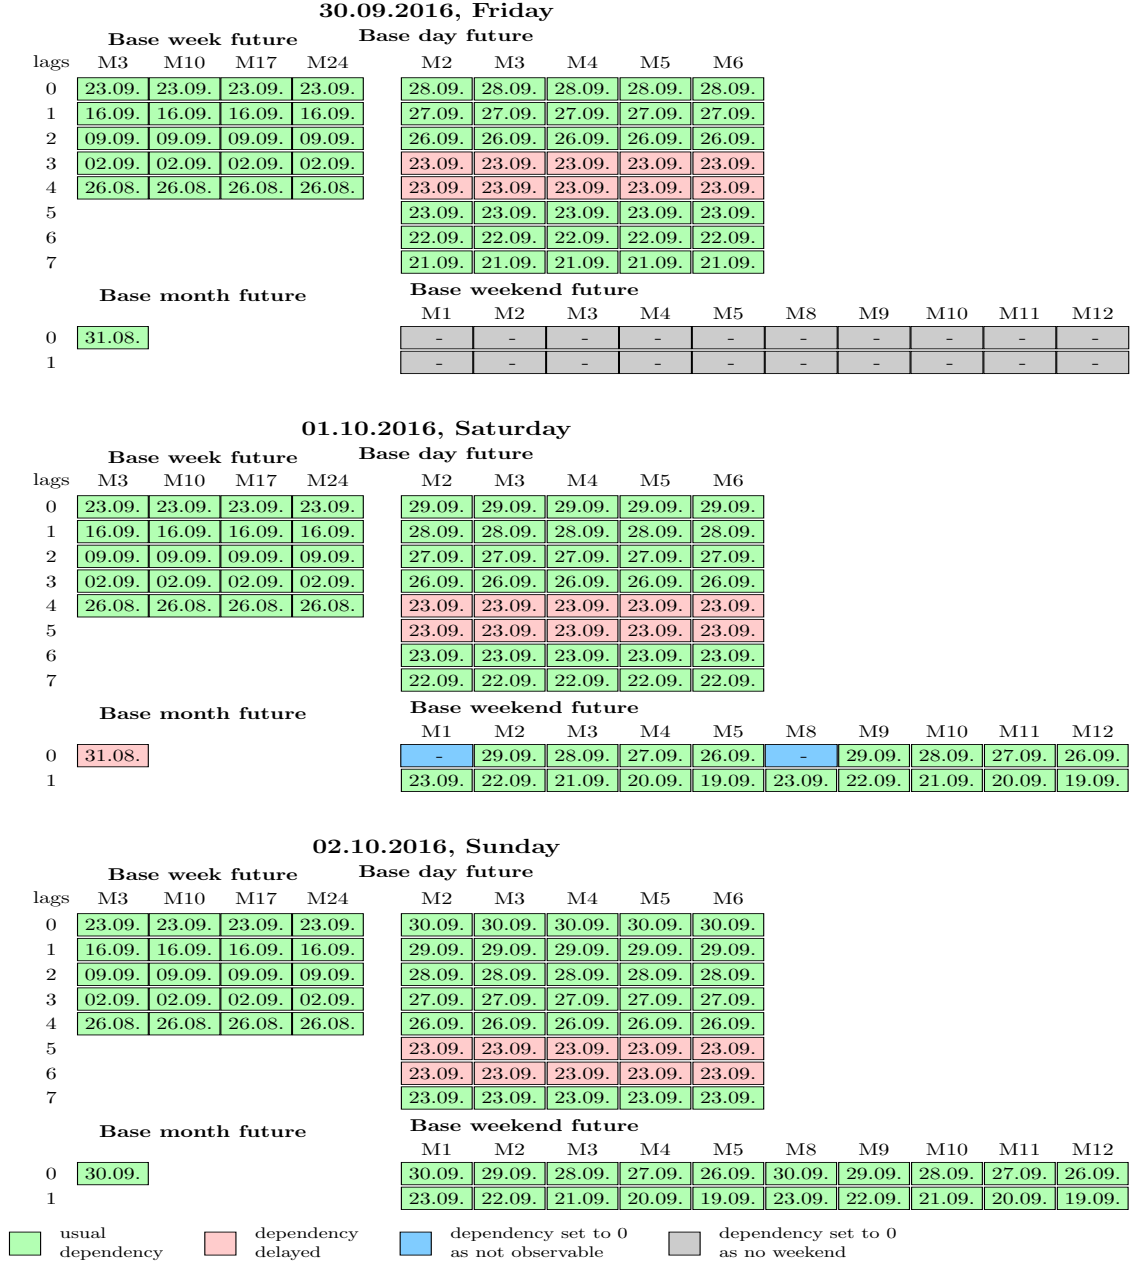 30.09.2016, Friday
Base week future Base day future
lags M3 M10 M17 M24 M2 M3 M4 M5 M6
0 23.09. 23.09. 23.09. 23.09. 28.09. 28.09. 28.09. 28.09. 28.09.
1 16.09. 16.09. 16.09. 16.09. 27.09. 27.09. 27.09. 27.09. 27.09.
2 09.09. 09.09. 09.09. 09.09. 26.09. 26.09. 26.09. 26.09. 26.09.
3 02.09. 02.09. 02.09. 02.09. 23.09. 23.09. 23.09. 23.09. 23.09.
4 26.08. 26.08. 26.08. 26.08. 23.09. 23.09. 23.09. 23.09. 23.09.
5 23.09. 23.09. 23.09. 23.09. 23.09.
6 22.09. 22.09. 22.09. 22.09. 22.09.
7 21.09. 21.09. 21.09. 21.09. 21.09.
Base month future Base weekend future
M1 M2 M3 M4 M5 M8 M9 M10 M11 M12
0 31.08. - - - - - - - - - -
1 - - - - - - - - - -
01.10.2016, Saturday
Base week future Base day future
lags M3 M10 M17 M24 M2 M3 M4 M5 M6
0 23.09. 23.09. 23.09. 23.09. 29.09. 29.09. 29.09. 29.09. 29.09.
1 16.09. 16.09. 16.09. 16.09. 28.09. 28.09. 28.09. 28.09. 28.09.
2 09.09. 09.09. 09.09. 09.09. 27.09. 27.09. 27.09. 27.09. 27.09.
3 02.09. 02.09. 02.09. 02.09. 26.09. 26.09. 26.09. 26.09. 26.09.
4 26.08. 26.08. 26.08. 26.08. 23.09. 23.09. 23.09. 23.09. 23.09.
5 23.09. 23.09. 23.09. 23.09. 23.09.
6 23.09. 23.09. 23.09. 23.09. 23.09.
7 22.09. 22.09. 22.09. 22.09. 22.09.
Base month future Base weekend future
M1 M2 M3 M4 M5 M8 M9 M10 M11 M12
0 31.08. - 29.09. 28.09. 27.09. 26.09. - 29.09. 28.09. 27.09. 26.09.
1 23.09. 22.09. 21.09. 20.09. 19.09. 23.09. 22.09. 21.09. 20.09. 19.09.
02.10.2016, Sunday
Base week future Base day future
lags M3 M10 M17 M24 M2 M3 M4 M5 M6
0 23.09. 23.09. 23.09. 23.09. 30.09. 30.09. 30.09. 30.09. 30.09.
1 16.09. 16.09. 16.09. 16.09. 29.09. 29.09. 29.09. 29.09. 29.09.
2 09.09. 09.09. 09.09. 09.09. 28.09. 28.09. 28.09. 28.09. 28.09.
3 02.09. 02.09. 02.09. 02.09. 27.09. 27.09. 27.09. 27.09. 27.09.
4 26.08. 26.08. 26.08. 26.08. 26.09. 26.09. 26.09. 26.09. 26.09.
5 23.09. 23.09. 23.09. 23.09. 23.09.
6 23.09. 23.09. 23.09. 23.09. 23.09.
7 23.09. 23.09. 23.09. 23.09. 23.09.
Base month future Base weekend future
M1 M2 M3 M4 M5 M8 M9 M10 M11 M12
0 30.09. 30.09. 29.09. 28.09. 27.09. 26.09. 30.09. 29.09. 28.09. 27.09. 26.09.
1 23.09. 22.09. 21.09. 20.09. 19.09. 23.09. 22.09. 21.09. 20.09. 19.09.
usual dependency dependency set to 0 dependency set to 0
dependency delayed as not observable as no weekend